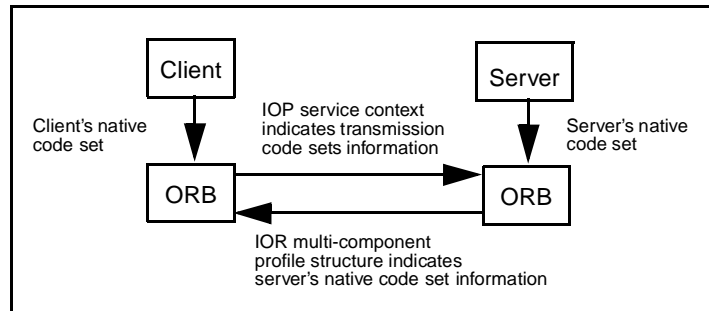 Client
Server
Client's native
code set
IOP service context
indicates transmission
code sets information
Server's native
code set
ORB
ORB
IOR multi-component
profile structure indicates
server's native code set information